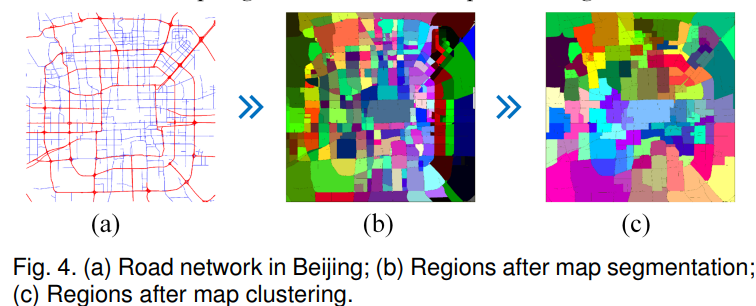 (a)
(b)
(c)
Fig. 4. (a) Road network in Beijing; (b) Regions after map segmentation;
(c) Regions after map clustering.